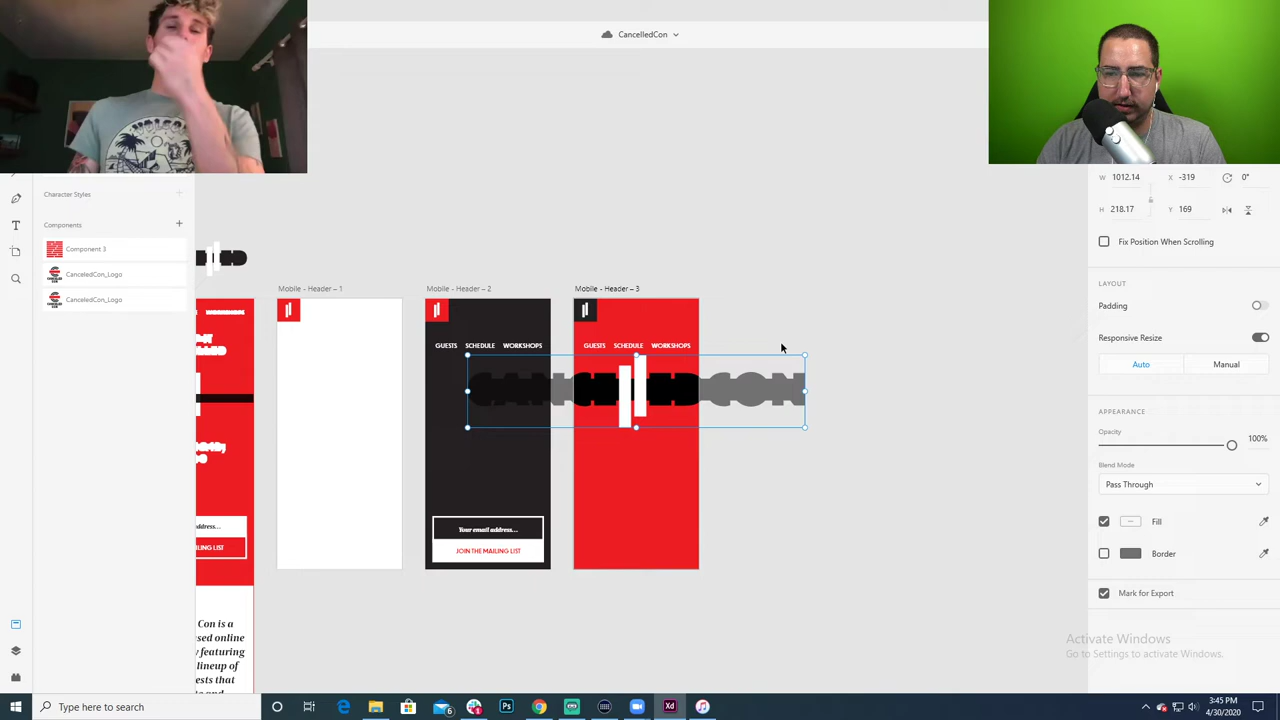 CancelledCon
Character Styles
Components
Component 3
CanceledCon_Logo
CanceledCon_Logo
W 1012.14 X -319 0°
H 218.17 Y 169
Fix Position When Scrolling
LAYOUT
Padding
Responsive Resize
Auto Manual
APPEARANCE
Opacity
100%
Blend Mode
Pass Through
Fill
Border
Mark for Export
Mobile - Header – 1
Mobile - Header – 2
Mobile - Header – 3
GUESTS SCHEDULE WORKSHOPS
GUESTS SCHEDULE WORKSHOPS
CANCELLEDCON
Your email address...
JOIN THE MAILING LIST
address...
LING LIST
Con is a
sed online
y featuring
lineup of
ests that
Activate Windows
Go to Settings to activate Windows.
Type here to search
3:45 PM
4/30/2020